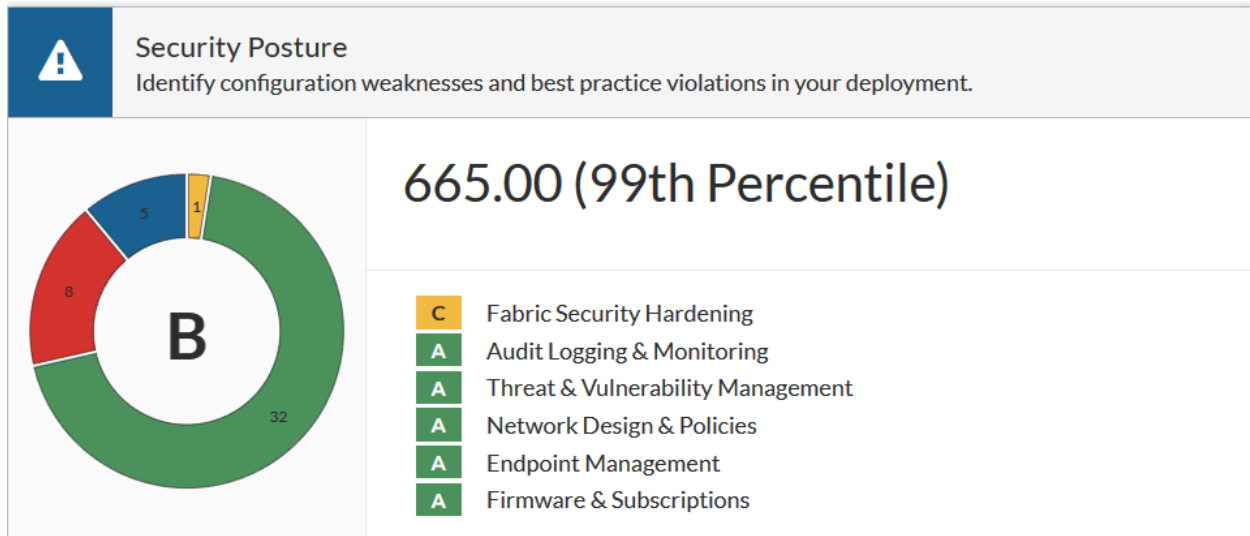 Security Posture
Identify configuration weaknesses and best practice violations in your deployment.
665.00 (99th Percentile)
5
1
8
B
32
C Fabric Security Hardening
A Audit Logging & Monitoring
A Threat & Vulnerability Management
A Network Design & Policies
A Endpoint Management
A Firmware & Subscriptions